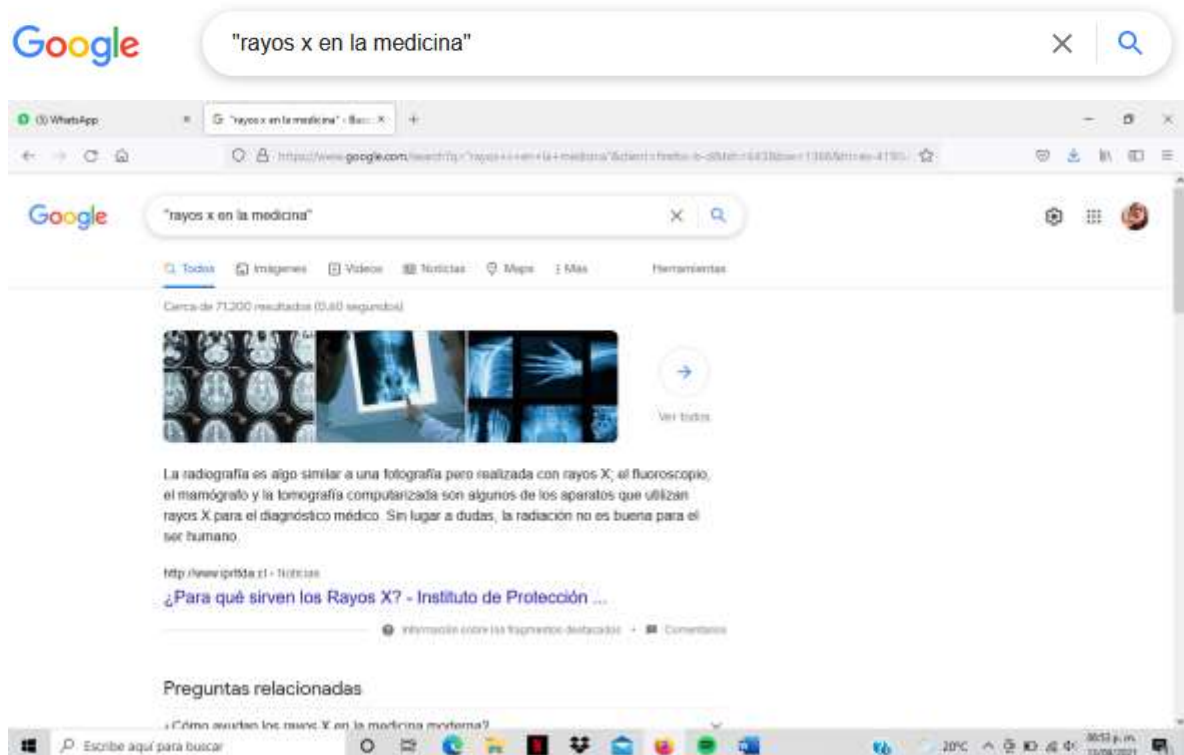 Google
"rayos x en la medicina"
(3) WhatsApp
"rayos x en la medicina" - Busc
Google
"rayos x en la medicina"
Todos Imágenes Videos Noticias Maps Más Herramientas
Cerca de 71,200 resultados (0.60 segundos)
Ver todos
La radiografía es algo similar a una fotografía pero realizada con rayos X; el fluoroscopio,
el mamógrafo y la tomografía computarizada son algunos de los aparatos que utilizan
rayos X para el diagnóstico médico. Sin lugar a dudas, la radiación no es buena para el
ser humano.
Noticias
¿Para qué sirven los Rayos X? - Instituto de Protección ...
Información sobre los fragmentos destacados • Comentarios
Preguntas relacionadas
¿Cómo ayudan los rayos X en la medicina moderna?
Escribe aquí para buscar
20°C
p. m.